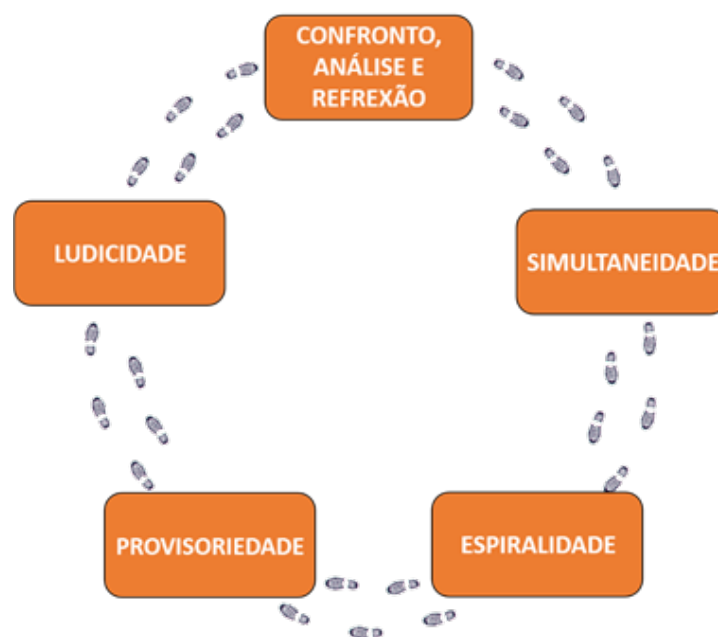 CONFRONTO,
ANÁLISE E
REFREXÃO
LUDICIDADE
SIMULTANEIDADE
PROVISORIEDADE
ESPIRALIDADE